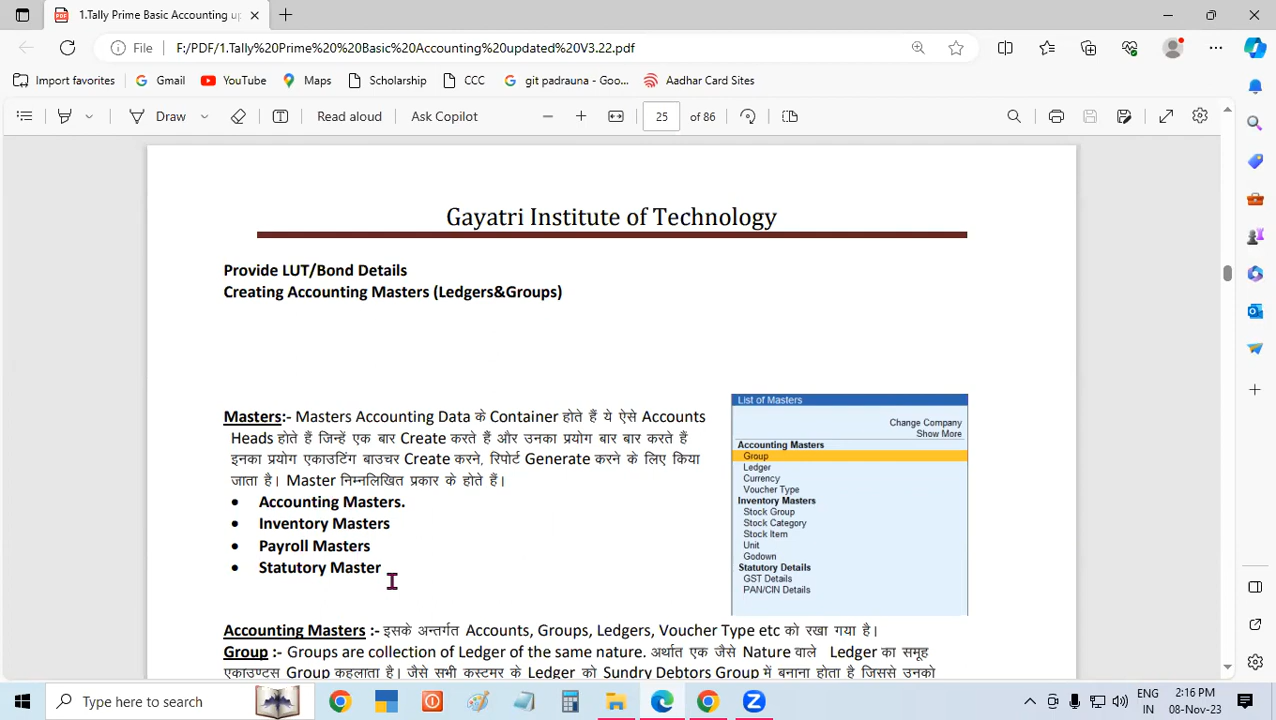 1.Tally Prime Basic Accounting up
File
F:/PDF/1.Tally%20Prime%20%20Basic%20Accounting%20updated%20V3.22.pdf
Import favorites
Gmail
YouTube
Maps
Scholarship
CCC
git padrauna - Goo...
Aadhar Card Sites
Draw
Read aloud
Ask Copilot
25 of 86
Gayatri Institute of Technology
Provide LUT/Bond Details
Creating Accounting Masters (Ledgers&Groups)
Masters:- Masters Accounting Data के Container होते हैं ये ऐसे Accounts
Heads होते हैं जिन्हें एक बार Create करते हैं और उनका प्रयोग बार बार करते हैं
इनका प्रयोग एकाउटिंग बाउचर Create करने, रिपोर्ट Generate करने के लिए किया
जाता है। Master निम्नलिखित प्रकार के होते हैं।
• Accounting Masters.
• Inventory Masters
• Payroll Masters
• Statutory Master
List of Masters
Change Company
Show More
Accounting Masters
Group
Ledger
Currency
Voucher Type
Inventory Masters
Stock Group
Stock Category
Stock Item
Unit
Godown
Statutory Details
GST Details
PAN/CIN Details
Accounting Masters :- इसके अन्तर्गत Accounts, Groups, Ledgers, Voucher Type etc को रखा गया है।
Group :- Groups are collection of Ledger of the same nature. अर्थात एक जैसे Nature वाले Ledger का समूह
एकाउण्टस Group कहलाता है। जैसे सभी कस्टमर के Ledger को Sundry Debtors Group में बनाना होता है जिससे उनको
Type here to search
ENG
IN
2:16 PM
08-Nov-23